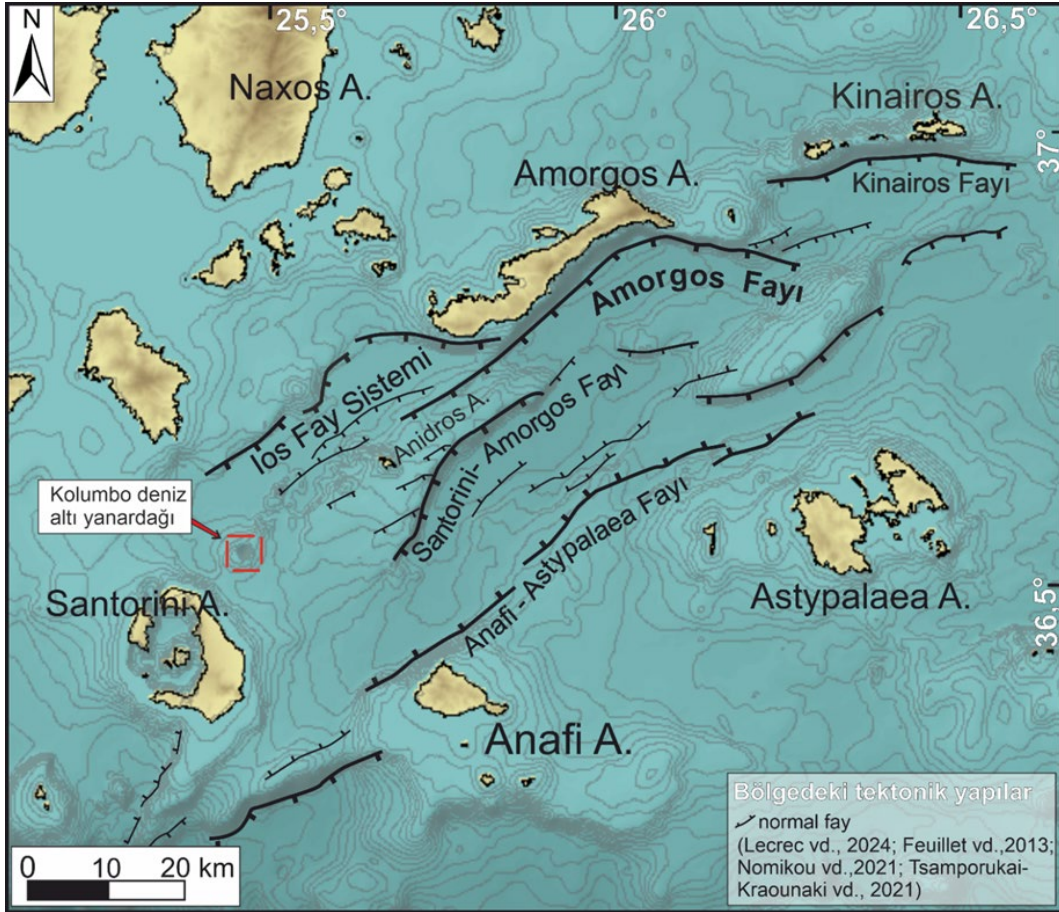 N
25,5°
26°
26,5°
Naxos A.
Kinairos A.
37°
Amorgos A.
Kinairos Fayı
Amorgos Fayı
Ios Fay Sistemi
Anidros A.
Santorini- Amorgos Fayı
Kolumbo deniz
altı yanardağı
Anafi - Astypalaea Fayı
Santorini A.
Astypalaea A.
36,5°
Anafi A.
Bölgedeki tektonik yapılar
normal fay
(Lecrec vd., 2024; Feuillet vd.,2013;
Nomikou vd.,2021; Tsamporukai-
Kraounaki vd., 2021)
0 10 20 km